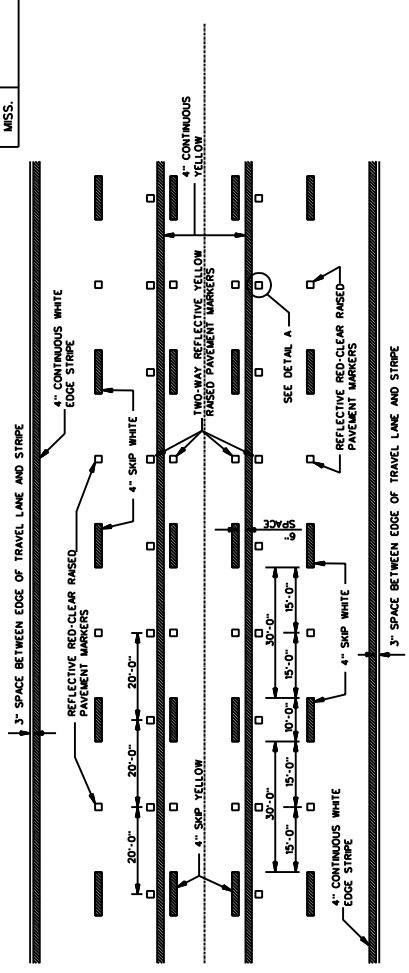 MISS.
3" SPACE BETWEEN EDGE OF TRAVEL LANE AND STRIPE
4" CONTINUOUS WHITE
EDGE STRIPE
REFLECTIVE RED-CLEAR RAISED
PAVEMENT MARKERS
4" SKIP WHITE
4" CONTINUOUS
YELLOW
20'-0"
20'-0"
20'-0"
TWO-WAY REFLECTIVE YELLOW
RAISED PAVEMENT MARKERS
4" SKIP YELLOW
6"
SPACE
SEE DETAIL A
30'-0"
30'-0"
15'-0"
15'-0"
10'-0"
15'-0"
15'-0"
4" SKIP WHITE
REFLECTIVE RED-CLEAR RAISED
PAVEMENT MARKERS
4" CONTINUOUS WHITE
EDGE STRIPE
3" SPACE BETWEEN EDGE OF TRAVEL LANE AND STRIPE